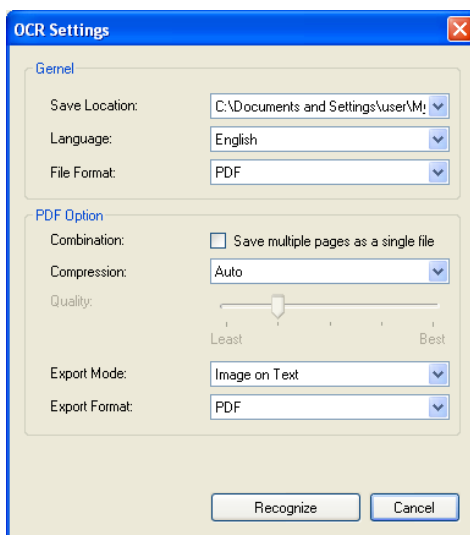 OCR Settings
Gernel
Save Location: C:\Documents and Settings\user\My
Language: English
File Format: PDF
PDF Option
Combination: Save multiple pages as a single file
Compression: Auto
Quality:
Least Best
Export Mode: Image on Text
Export Format: PDF
Recognize Cancel